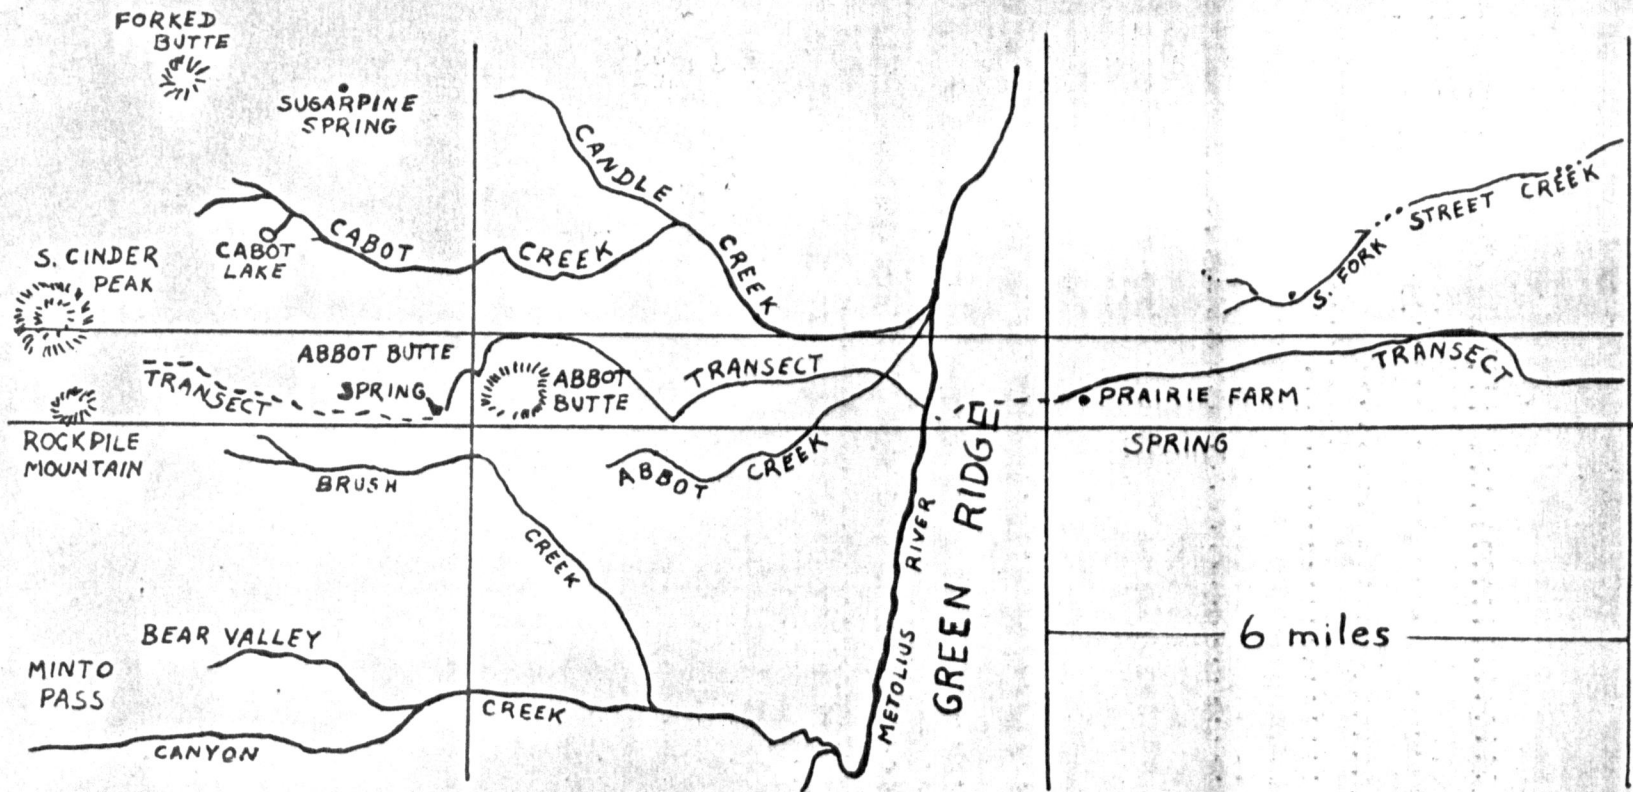 FORKED
BUTTE
SUGARPINE
SPRING
CANDLE
CREEK
S. CINDER
PEAK
CABOT
LAKE
CABOT
CREEK
S. FORK STREET CREEK
ABBOT BUTTE
SPRING
TRANSECT
ABBOT
BUTTE
TRANSECT
TRANSECT
PRAIRIE FARM
SPRING
ROCKPILE
MOUNTAIN
BRUSH
CREEK
ABBOT CREEK
METOLIUS RIVER
GREEN RIDGE
6 miles
BEAR VALLEY
MINTO
PASS
CANYON
CREEK